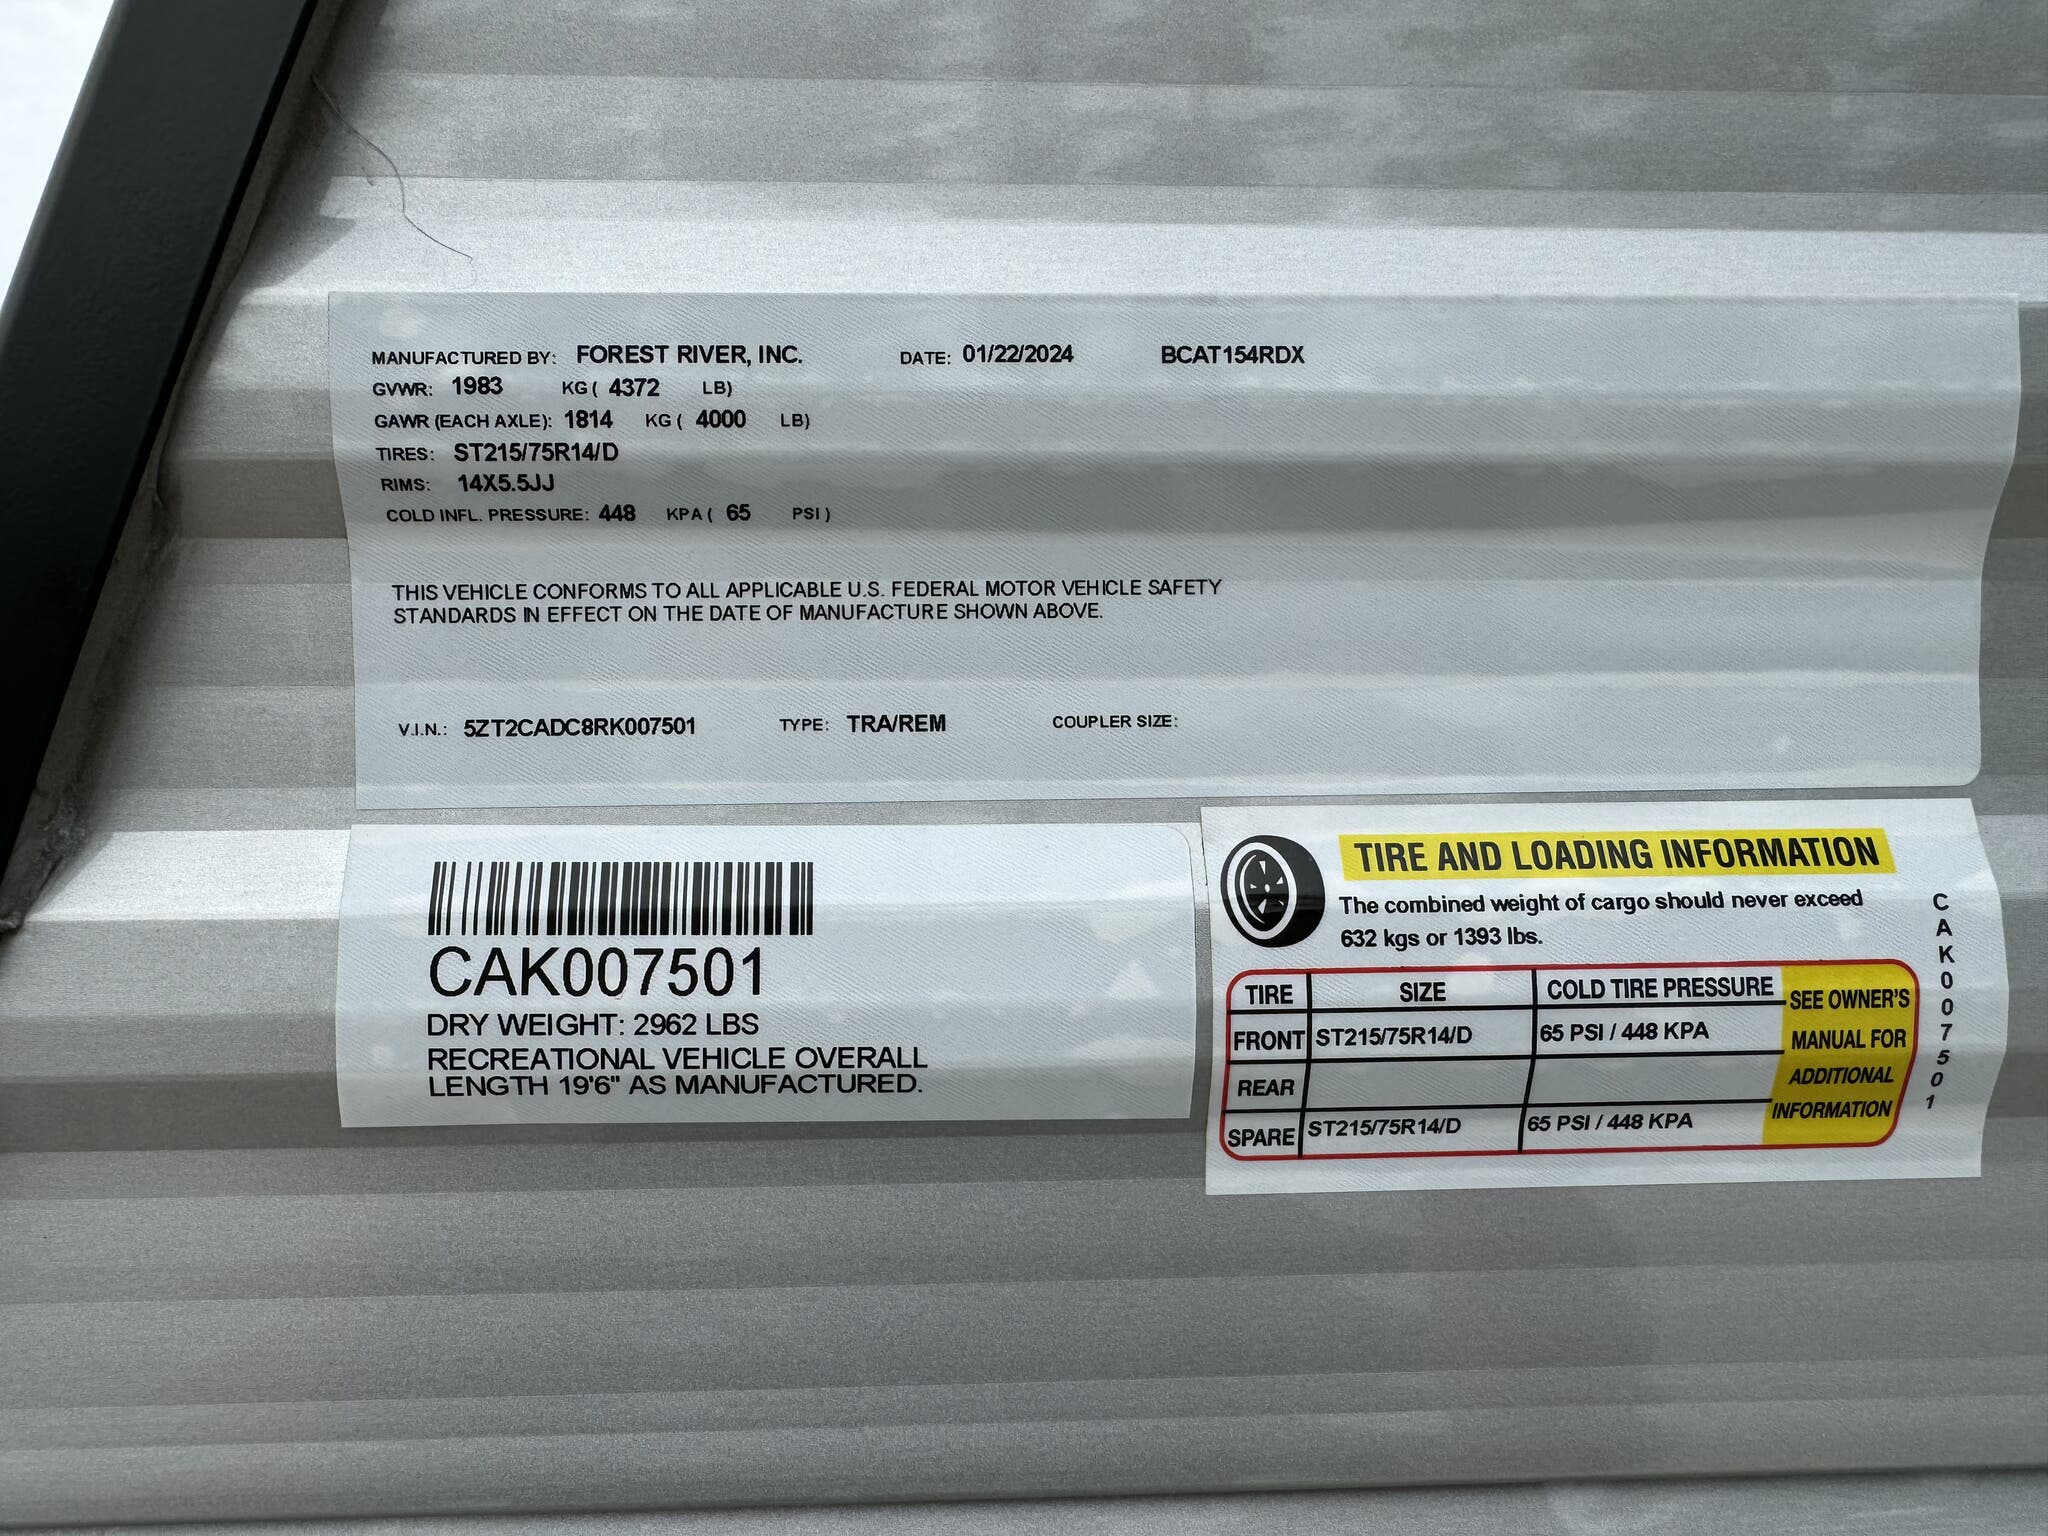 MANUFACTURED BY: FOREST RIVER, INC. DATE: 01/22/2024 BCAT154RDX
GVWR: 1983 KG ( 4372 LB)
GAWR (EACH AXLE): 1814 KG ( 4000 LB)
TIRES: ST215/75R14/D
RIMS: 14X5.5JJ
COLD INFL. PRESSURE: 448 KPA ( 65 PSI )
THIS VEHICLE CONFORMS TO ALL APPLICABLE U.S. FEDERAL MOTOR VEHICLE SAFETY
STANDARDS IN EFFECT ON THE DATE OF MANUFACTURE SHOWN ABOVE.
V.I.N.: 5ZT2CADC8RK007501 TYPE: TRA/REM COUPLER SIZE:
CAK007501
DRY WEIGHT: 2962 LBS
RECREATIONAL VEHICLE OVERALL
LENGTH 19'6" AS MANUFACTURED.
TIRE AND LOADING INFORMATION
The combined weight of cargo should never exceed
632 kgs or 1393 lbs.
TIRE SIZE COLD TIRE PRESSURE
FRONT ST215/75R14/D 65 PSI / 448 KPA
REAR
SPARE ST215/75R14/D 65 PSI / 448 KPA
SEE OWNER'S
MANUAL FOR
ADDITIONAL
INFORMATION
CAK007501